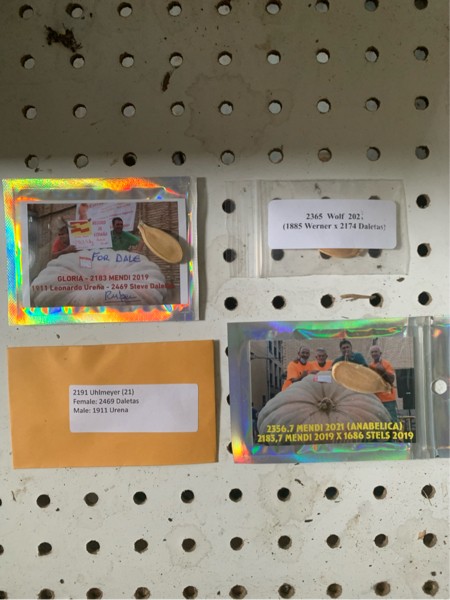 FOR DALE
GLORIA - 2183 MENDI 2019
1911 Leonardo Ureña - 2469 Steve Daletas
2365 Wolf 202
(1885 Werner x 2174 Daletas)
2191 Uhlmeyer (21)
Female: 2469 Daletas
Male: 1911 Urena
2356.7 MENDI 2021 (ANABELICA)
2183,7 MENDI 2019 X 1686 STELS 2019